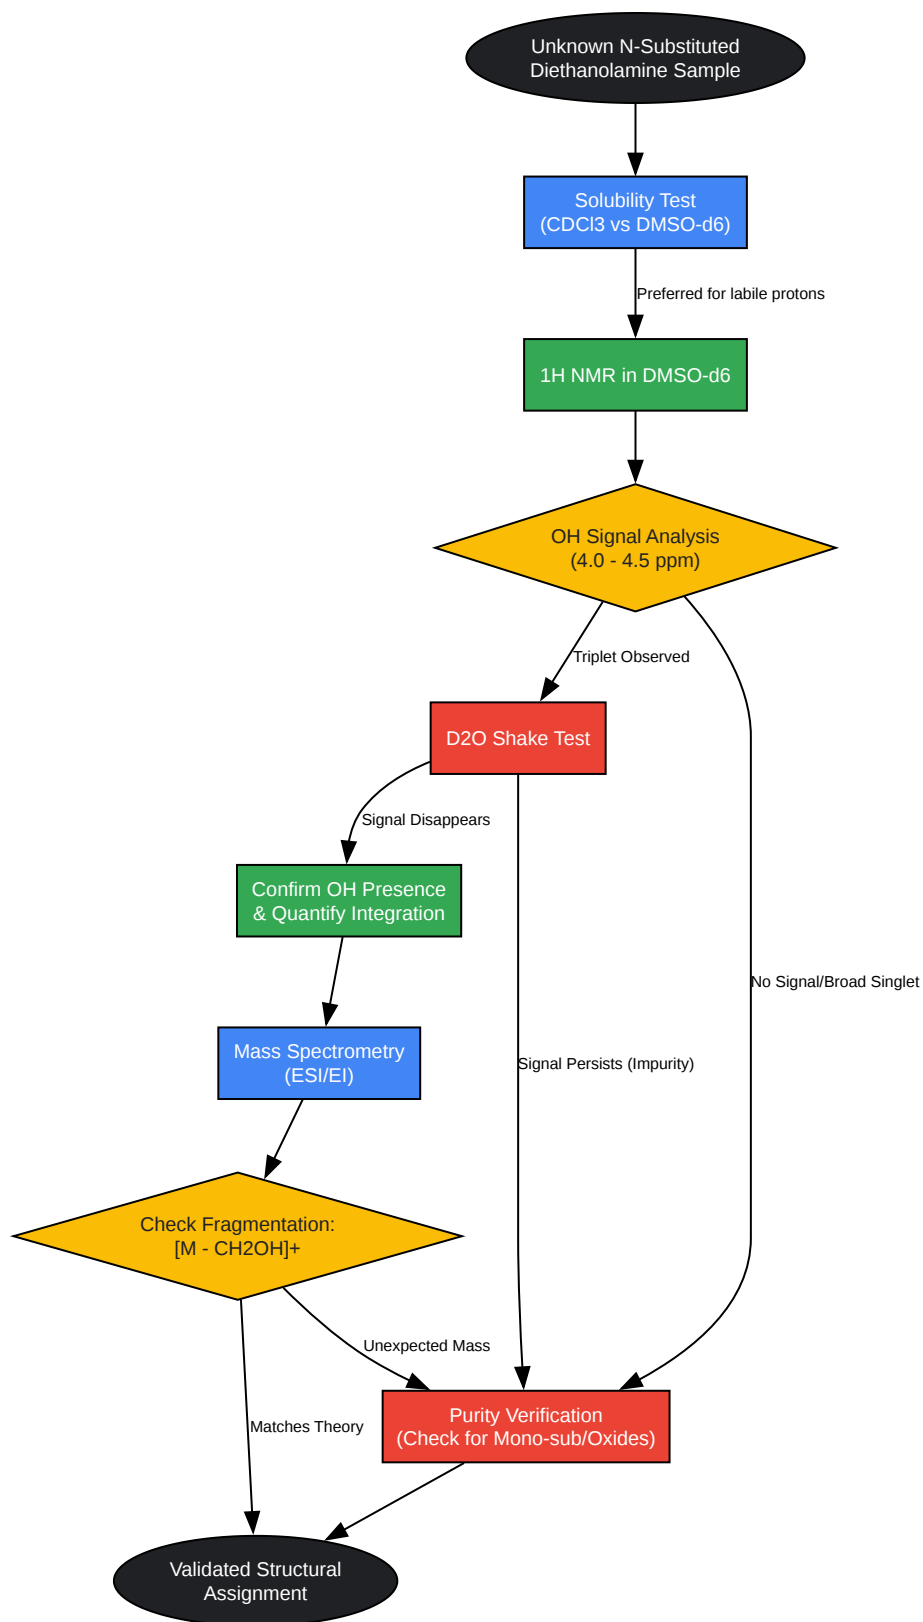 Unknown N-Substituted
Diethanolamine Sample
Solubility Test
(CDCl3 vs DMSO-d6)
Preferred for labile protons
1H NMR in DMSO-d6
OH Signal Analysis
(4.0 - 4.5 ppm)
Triplet Observed
D2O Shake Test
Signal Disappears
Confirm OH Presence
& Quantify Integration
No Signal/Broad Singlet
Mass Spectrometry
(ESI/EI)
Signal Persists (Impurity)
Check Fragmentation:
[M - CH2OH]+
Unexpected Mass
Matches Theory
Purity Verification
(Check for Mono-sub/Oxides)
Validated Structural
Assignment